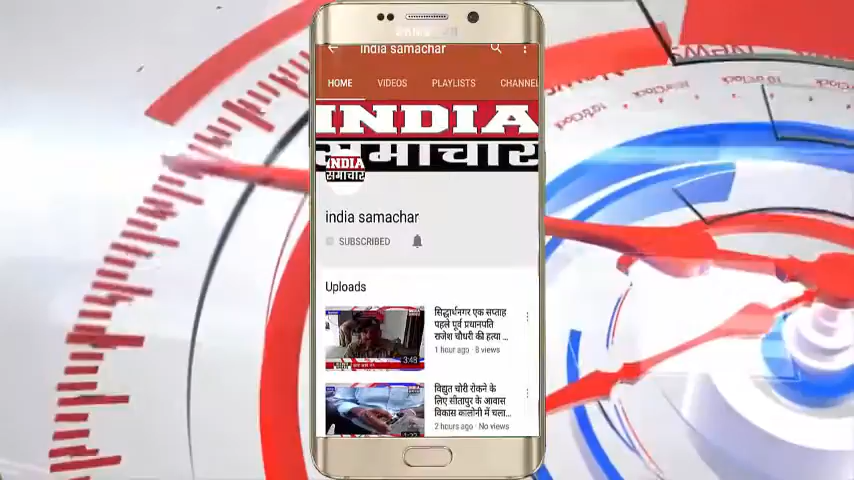 india samachar
HOME VIDEOS PLAYLISTS CHANNEL
INDIA
समाचार
INDIA
समाचार
india samachar
SUBSCRIBED
Uploads
सिद्धार्थनगर एक सप्ताह
पहले पूर्व प्रधानपति
राजेश चौधरी की हत्या ...
1 hour ago · 8 views
3:48
विद्युत चोरी रोकने के
लिए सीतापुर के आवास
विकास कालोनी में चला...
2 hours ago · No views